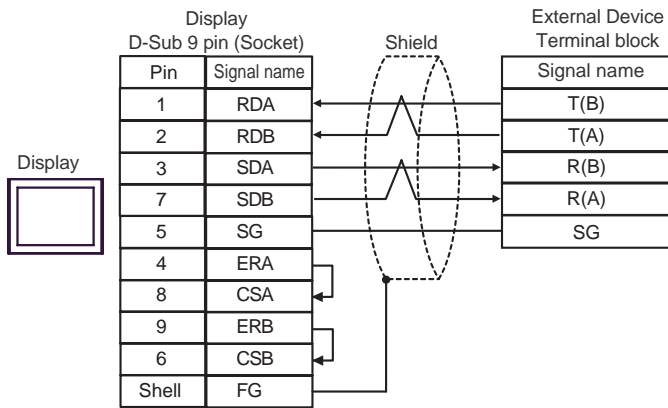 Display
D-Sub 9 pin (Socket)
Shield
External Device
Terminal block
Pin Signal name Signal name
1 RDA T(B)
2 RDB T(A)
Display
3 SDA R(B)
7 SDB R(A)
5 SG SG
4 ERA
8 CSA
9 ERB
6 CSB
Shell FG